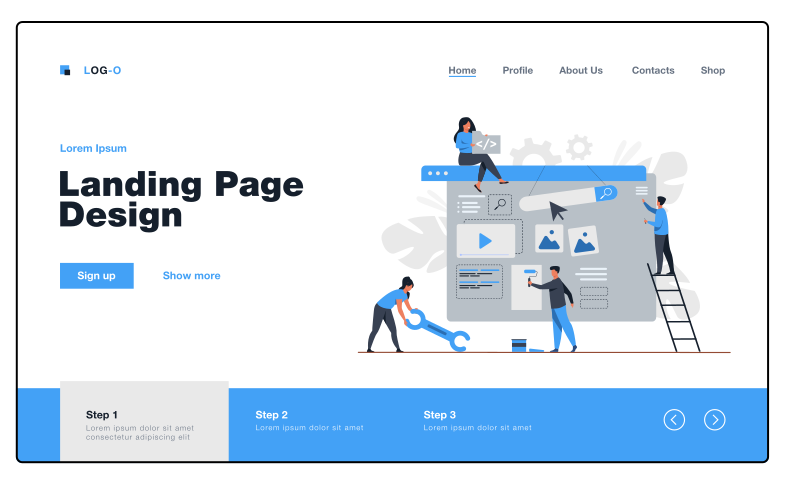 LOG-O
Home Profile About Us Contacts Shop
Lorem Ipsum
Landing Page
Design
Sign up Show more
</>
Step 1
Lorem ipsum dolor sit amet
consectetur adipiscing elit
Step 2
Lorem ipsum dolor sit amet
Step 3
Lorem ipsum dolor sit amet